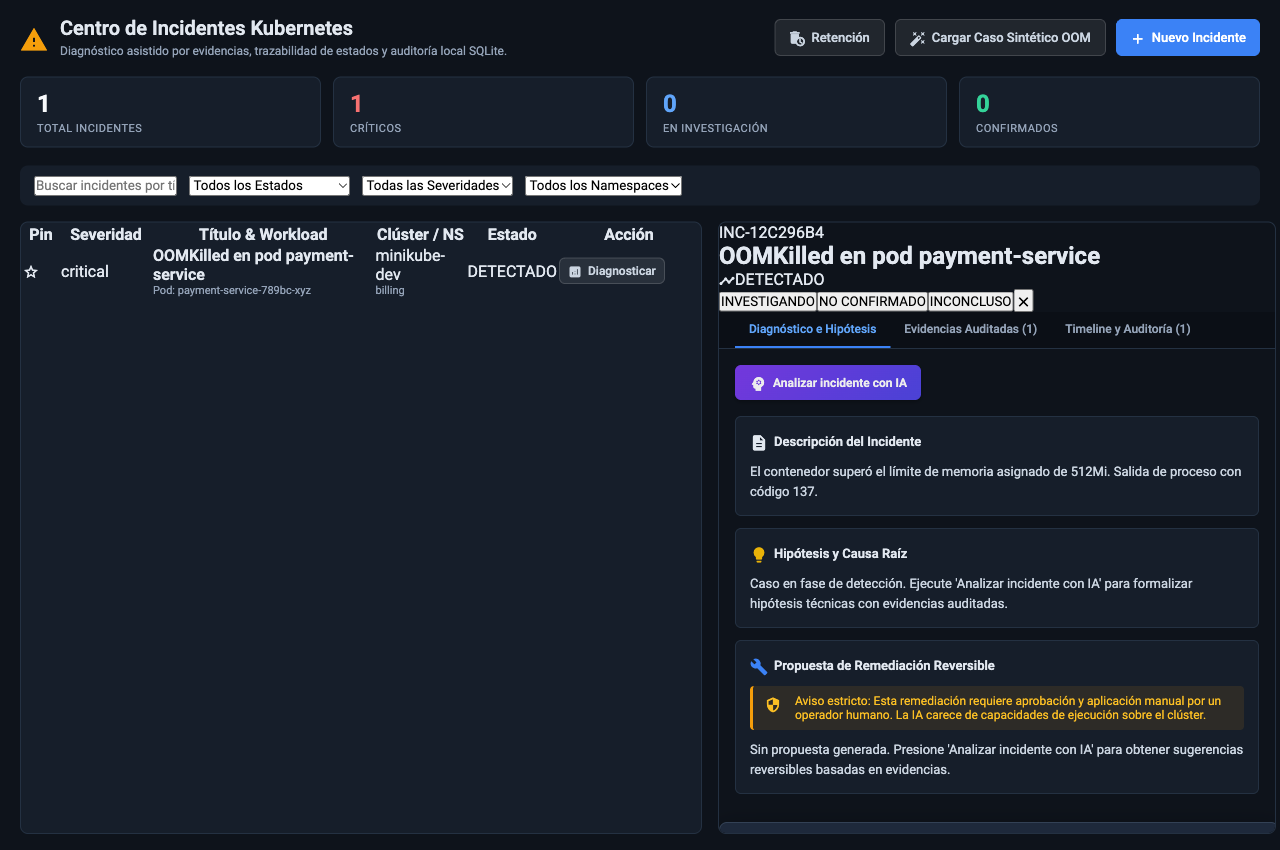 Centro de Incidentes Kubernetes
Diagnóstico asistido por evidencias, trazabilidad de estados y auditoría local SQLite.
Retención
Cargar Caso Sintético OOM
+ Nuevo Incidente
1
TOTAL INCIDENTES
1
CRÍTICOS
0
EN INVESTIGACIÓN
0
CONFIRMADOS
Buscar incidentes por tí
Todos los Estados
Todas las Severidades
Todos los Namespaces
Pin Severidad Título & Workload Clúster / NS Estado Acción
critical
OOMKilled en pod payment-
service
Pod: payment-service-789bc-xyz
minikube-
dev
billing
DETECTADO
Diagnosticar
INC-12C296B4
OOMKilled en pod payment-service
DETECTADO
INVESTIGANDO NO CONFIRMADO INCONCLUSO ✕
Diagnóstico e Hipótesis
Evidencias Auditadas (1)
Timeline y Auditoría (1)
Analizar incidente con IA
Descripción del Incidente
El contenedor superó el límite de memoria asignado de 512Mi. Salida de proceso con
código 137.
Hipótesis y Causa Raíz
Caso en fase de detección. Ejecute 'Analizar incidente con IA' para formalizar
hipótesis técnicas con evidencias auditadas.
Propuesta de Remediación Reversible
Aviso estricto: Esta remediación requiere aprobación y aplicación manual por un
operador humano. La IA carece de capacidades de ejecución sobre el clúster.
Sin propuesta generada. Presione 'Analizar incidente con IA' para obtener sugerencias
reversibles basadas en evidencias.